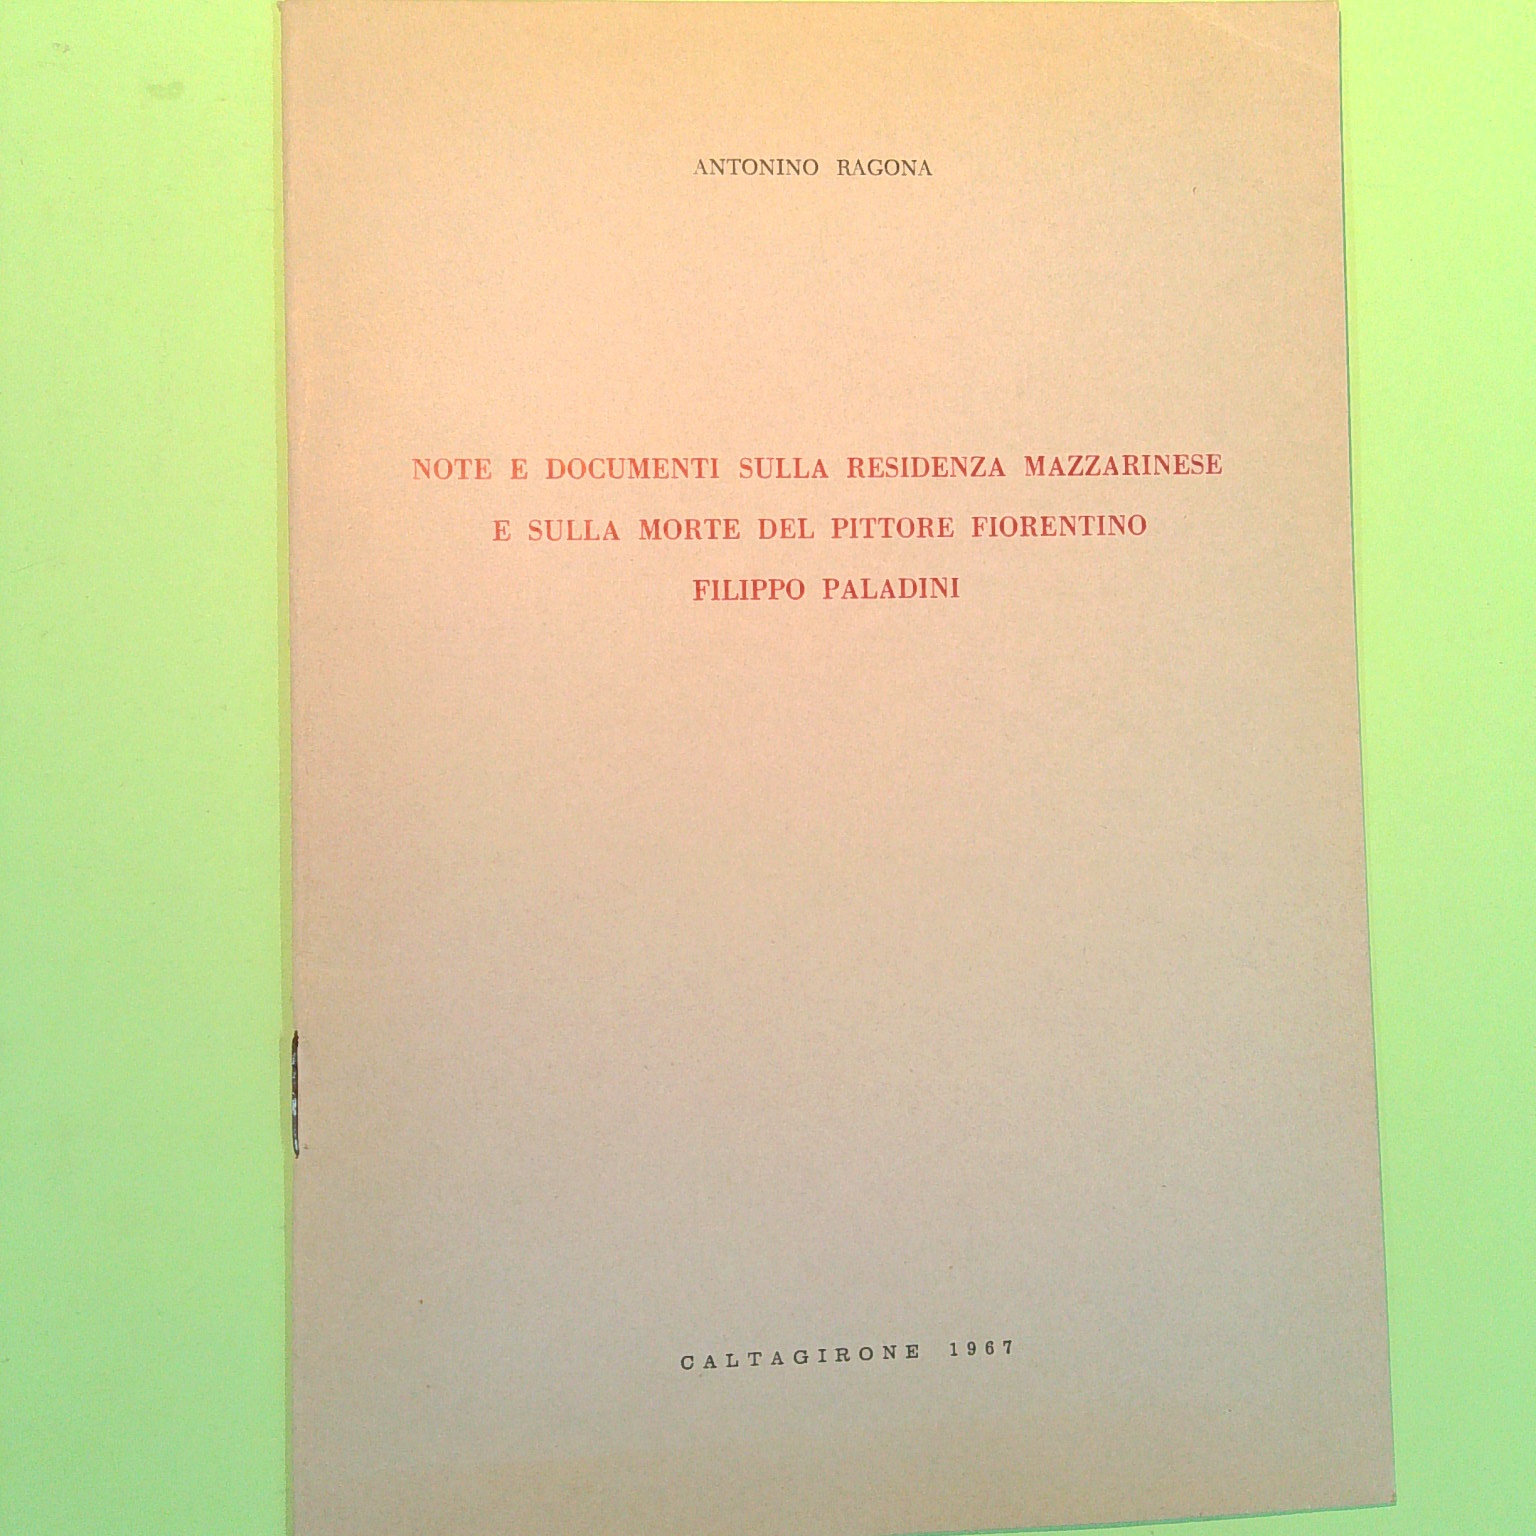 ANTONINO RAGONA
NOTE E DOCUMENTI SULLA RESIDENZA MAZZARINESE
E SULLA MORTE DEL PITTORE FIORENTINO
FILIPPO PALADINI
CALTAGIRONE 1967